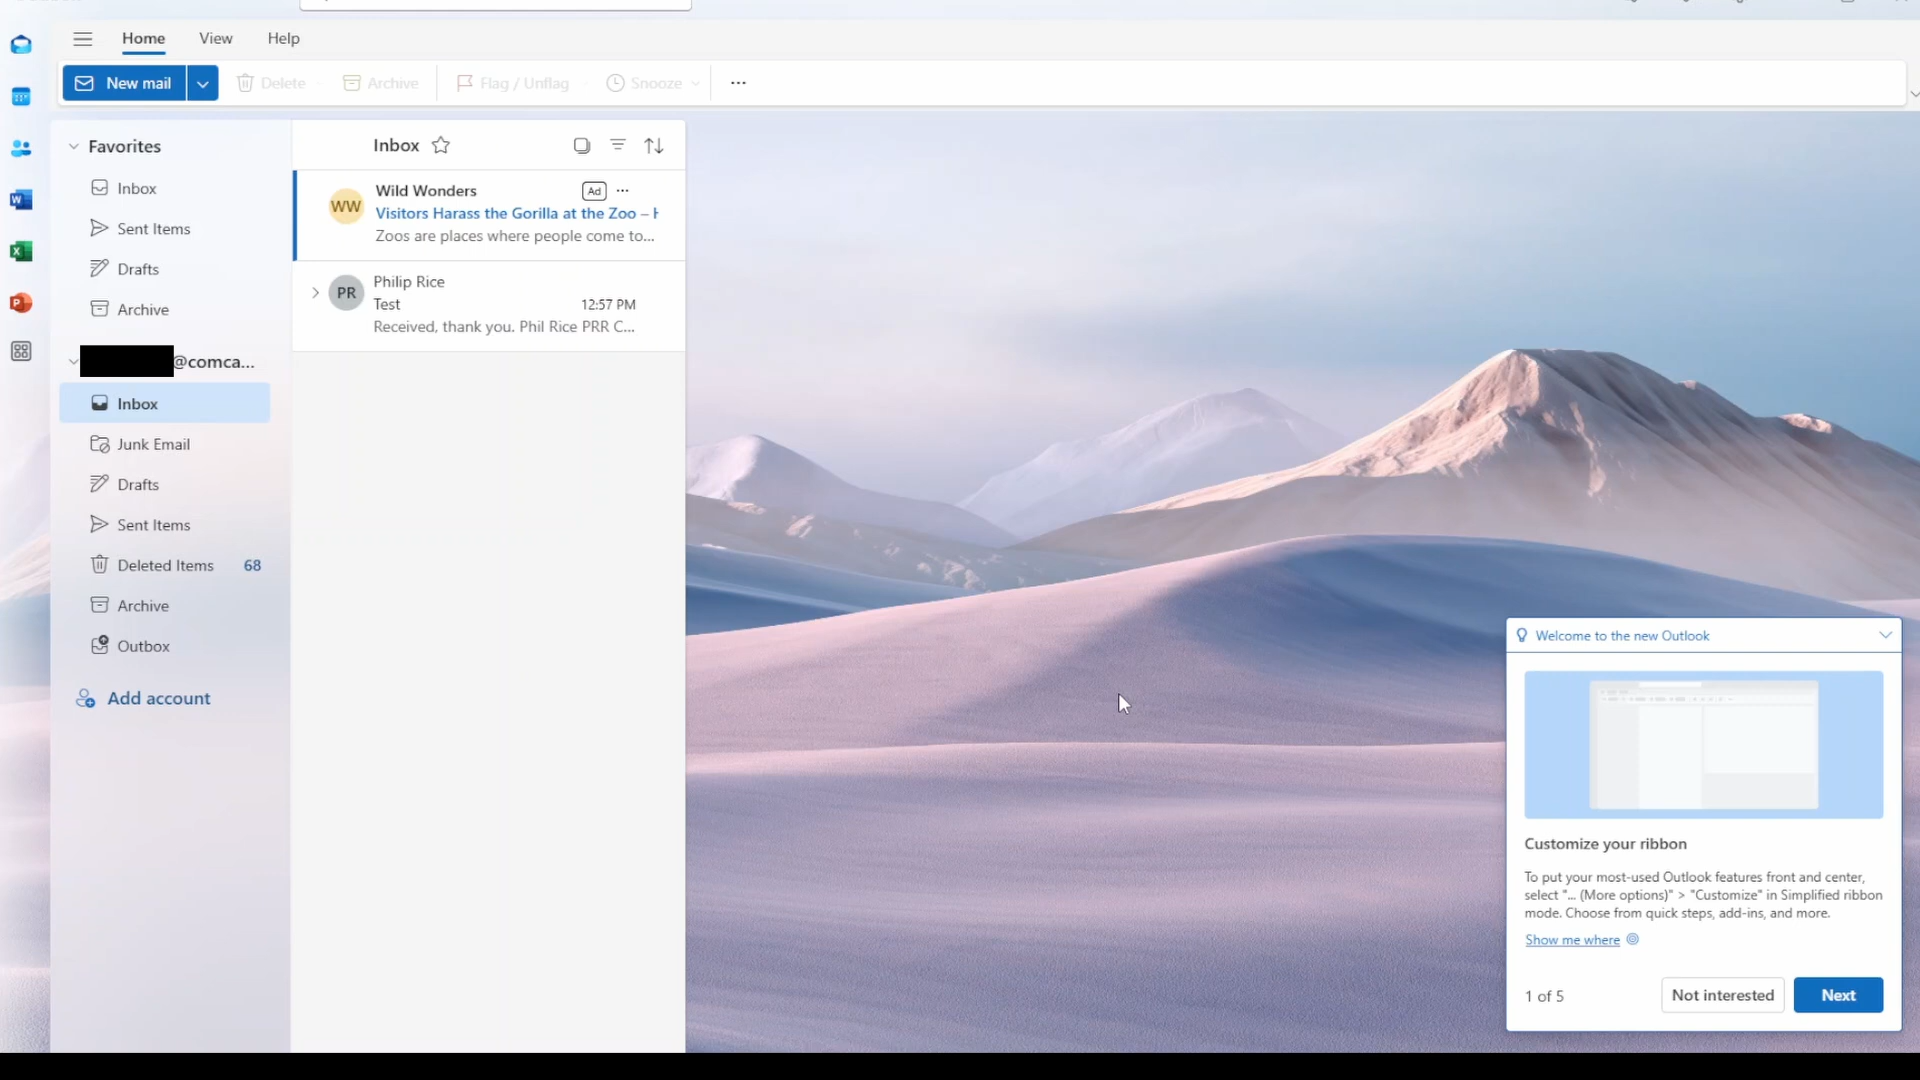 Home View Help
New mail Delete Archive Flag / Unflag Snooze ...
Favorites
Inbox
Sent Items
Drafts
Archive
@comca...
Inbox
Junk Email
Drafts
Sent Items
Deleted Items 68
Archive
Outbox
Add account
Inbox
WW
Wild Wonders Ad ...
Visitors Harass the Gorilla at the Zoo –
Zoos are places where people come to...
PR
Philip Rice
Test 12:57 PM
Received, thank you. Phil Rice PRR C...
Welcome to the new Outlook
Customize your ribbon
To put your most-used Outlook features front and center,
select "... (More options)" > "Customize" in Simplified ribbon
mode. Choose from quick steps, add-ins, and more.
Show me where
1 of 5 Not interested Next